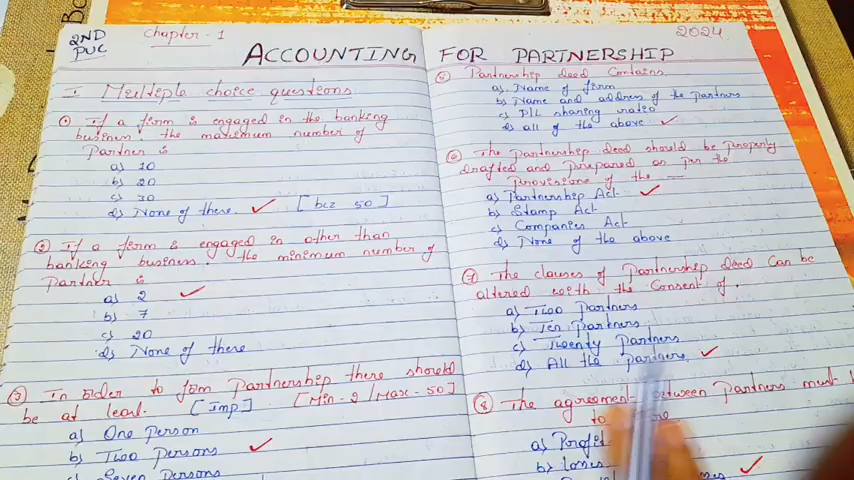 2ND
PUC
Chapter - 1
2024
ACCOUNTING FOR PARTNERSHIP
I Multiple choice questions
① If a firm is engaged in the banking
business the maximum number of
Partner is
a) 10
b) 20
c) 30
d) None of there. ✓ [bcz 50]
② If a firm is engaged in other than
banking business. the minimum number of
Partner is
a) 2 ✓
b) 7
c) 20
d) None of there
③ In order to form Partnership there should
be at least. [Imp] [Min-2/Max-50]
a) One Person
b) Two Persons ✓
c) Seven Persons
⑤ Partnership deed Contains
a) Name of firm
b) Name and address of the Partners
c) P/L sharing ratio
d) all of the above ✓
⑥ The Partnership Deed should be properly
drafted and Prepared as per the
Provisions of the —
a) Partnership Act. ✓
b) Stamp Act.
c) Companies Act
d) None of the above
⑦ The clauses of Partnership deed Can be
altered with the Consent of.
a) Two Partners
b) Ten Partners
c) Twenty Partners
d) All the partners ✓
⑧ The agreement between Partners must
to
a) Profit
b) Losses
✓